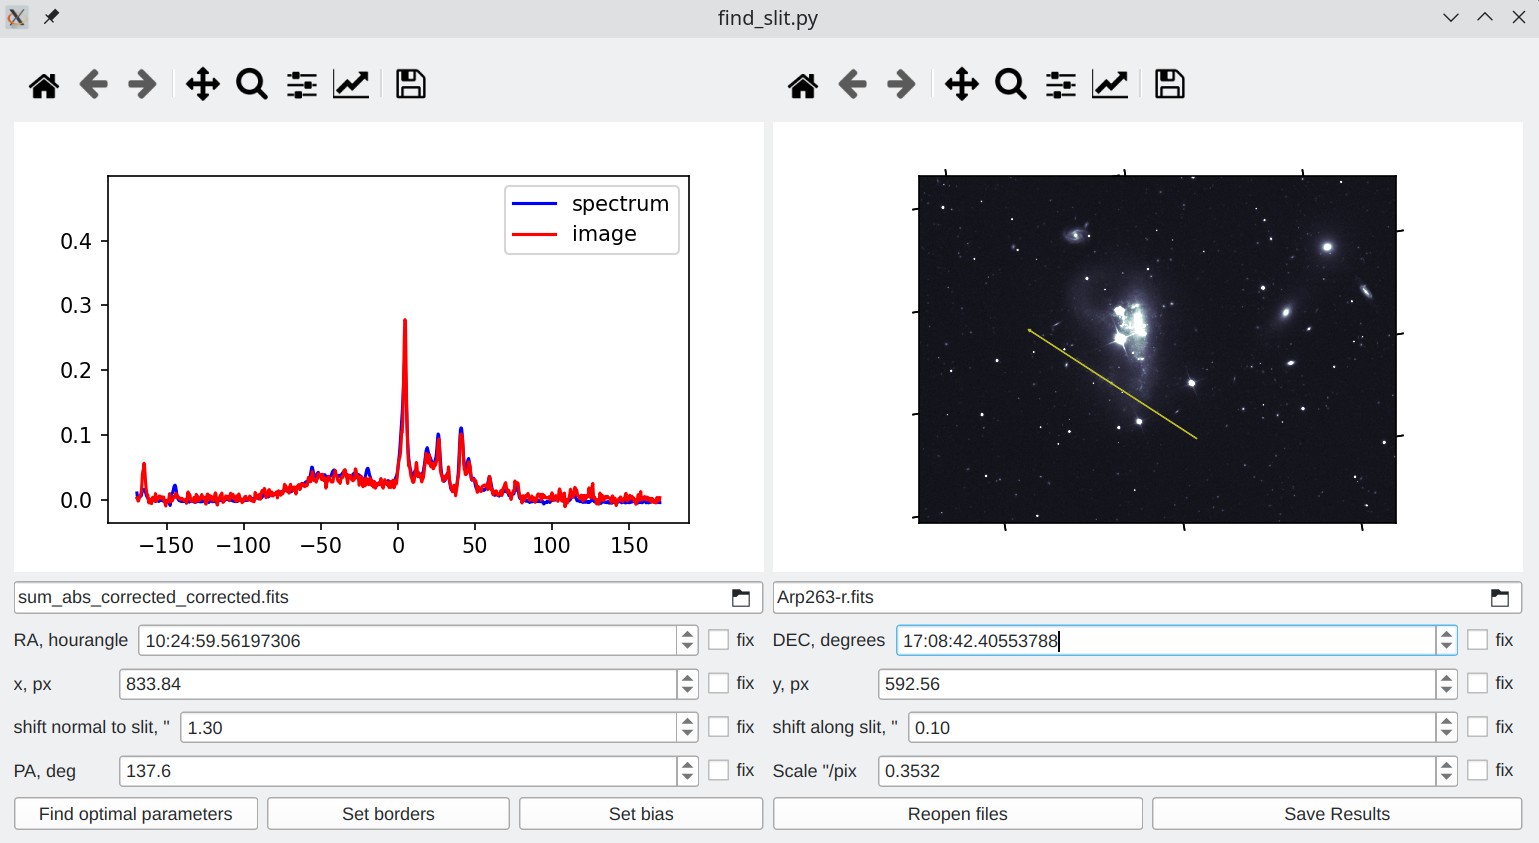 find_slit.py
spectrum
image
0.4
0.3
0.2
0.1
0.0
−150 −100 −50 0 50 100 150
sum_abs_corrected_corrected.fits
Arp263-r.fits
RA, hourangle 10:24:59.56197306 fix
DEC, degrees 17:08:42.40553788 fix
x, px 833.84 fix
y, px 592.56 fix
shift normal to slit, " 1.30 fix
shift along slit, " 0.10 fix
PA, deg 137.6 fix
Scale "/pix 0.3532 fix
Find optimal parameters Set borders Set bias Reopen files Save Results